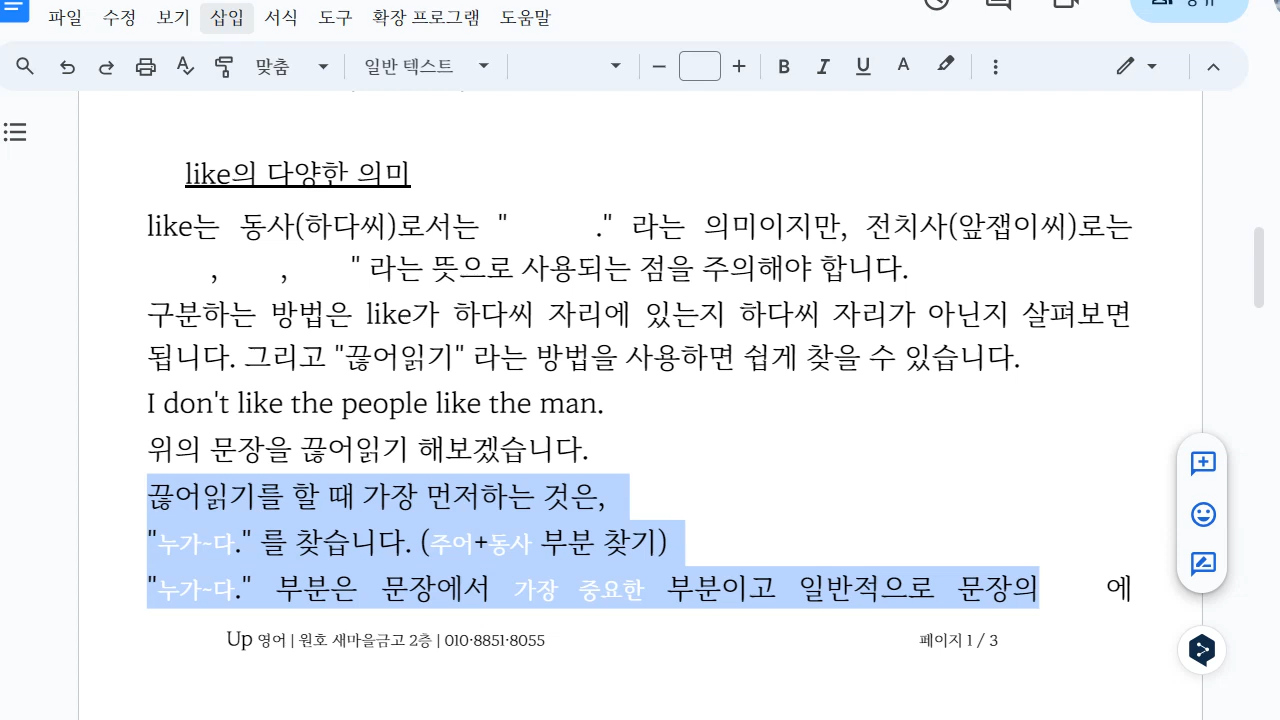 파일 수정 보기 삽입 서식 도구 확장 프로그램 도움말
맞춤 일반 텍스트 B I U A
like의 다양한 의미
like는 동사(하다씨)로서는 " ." 라는 의미이지만, 전치사(앞잽이씨)로는
, , " 라는 뜻으로 사용되는 점을 주의해야 합니다.
구분하는 방법은 like가 하다씨 자리에 있는지 하다씨 자리가 아닌지 살펴보면
됩니다. 그리고 "끊어읽기" 라는 방법을 사용하면 쉽게 찾을 수 있습니다.
I don't like the people like the man.
위의 문장을 끊어읽기 해보겠습니다.
끊어읽기를 할 때 가장 먼저하는 것은,
"누가~다." 를 찾습니다. (주어+동사 부분 찾기)
"누가~다." 부분은 문장에서 가장 중요한 부분이고 일반적으로 문장의 에
Up 영어 | 원호 새마을금고 2층 | 010·8851·8055 페이지 1 / 3